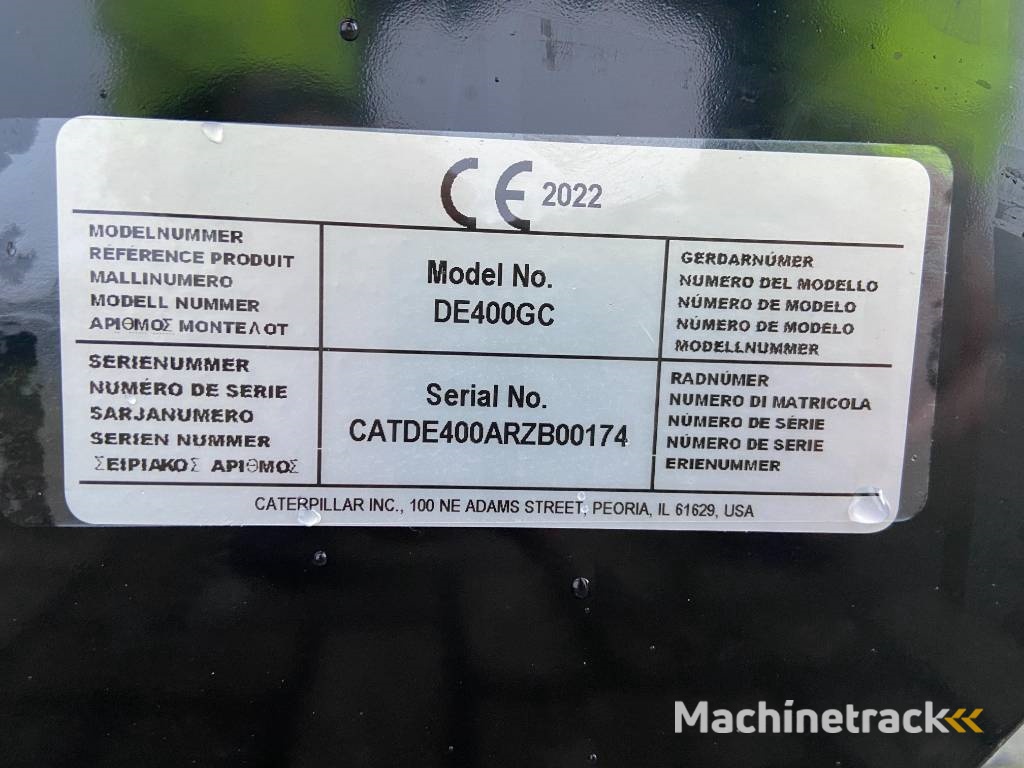 CE 2022
MODELNUMMER
RÉFÉRENCE PRODUIT
MALLINUMERO
MODELL NUMMER
ΑΡΙΘΜΟΣ ΜΟΝΤΕΛΟΤ
Model No.
DE400GC
GERDARNÚMER
NUMERO DEL MODELLO
NÚMERO DE MODELO
NÚMERO DE MODELO
MODELLNUMMER
SERIENUMMER
NUMÉRO DE SERIE
SARJANUMERO
SERIEN NUMMER
ΣΕΙΡΙΑΚΟΣ ΑΡΙΘΜΟΣ
Serial No.
CATDE400ARZB00174
RADNÚMER
NUMERO DI MATRICOLA
NÚMERO DE SÉRIE
NÚMERO DE SERIE
ERIENUMMER
CATERPILLAR INC., 100 NE ADAMS STREET, PEORIA, IL 61629, USA
Machinetrack